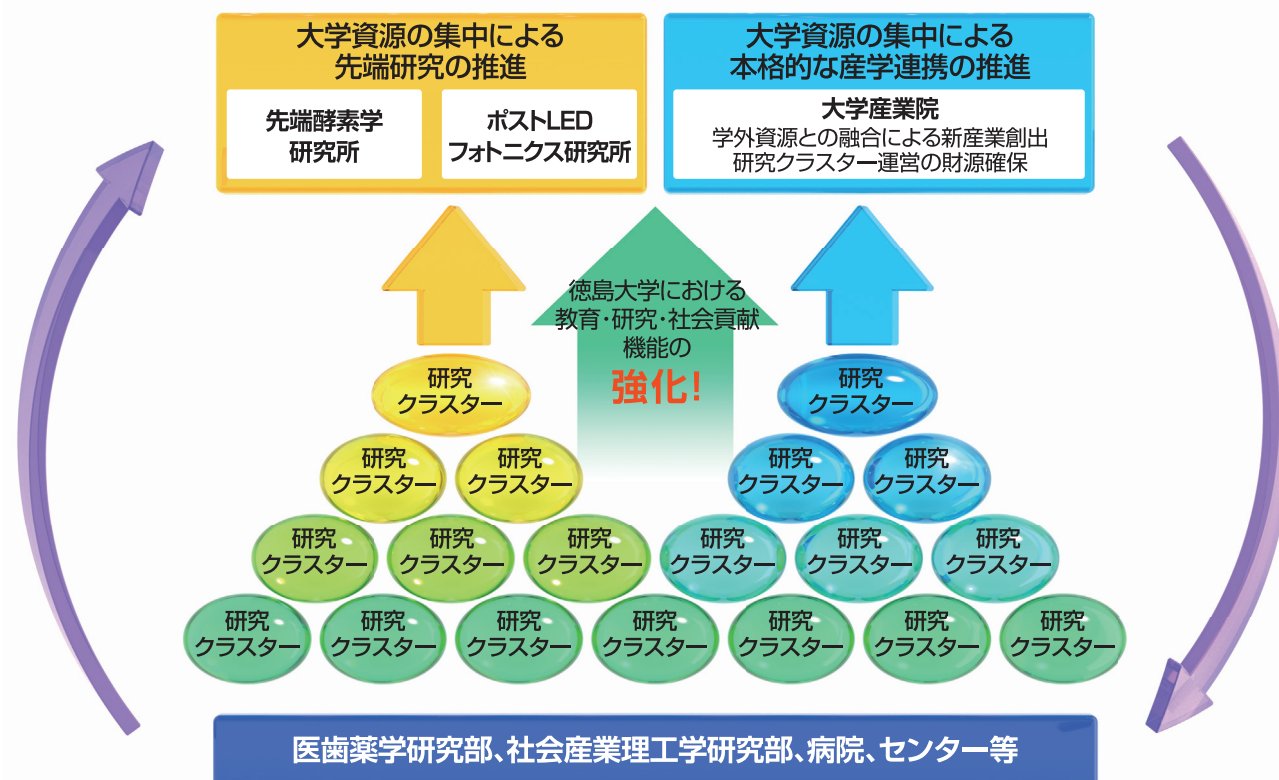 大学資源の集中による
先端研究の推進
先端酵素学
研究所
ポストLED
フォトニクス研究所
大学資源の集中による
本格的な産学連携の推進
大学産業院
学外資源との融合による新産業創出
研究クラスター運営の財源確保
徳島大学における
教育・研究・社会貢献
機能の
強化!
研究
クラスター
研究
クラスター
研究
クラスター
研究
クラスター
研究
クラスター
研究
クラスター
研究
クラスター
研究
クラスター
研究
クラスター
研究
クラスター
研究
クラスター
研究
クラスター
研究
クラスター
研究
クラスター
研究
クラスター
研究
クラスター
研究
クラスター
研究
クラスター
研究
クラスター
医歯薬学研究部、社会産業理工学研究部、病院、センター等